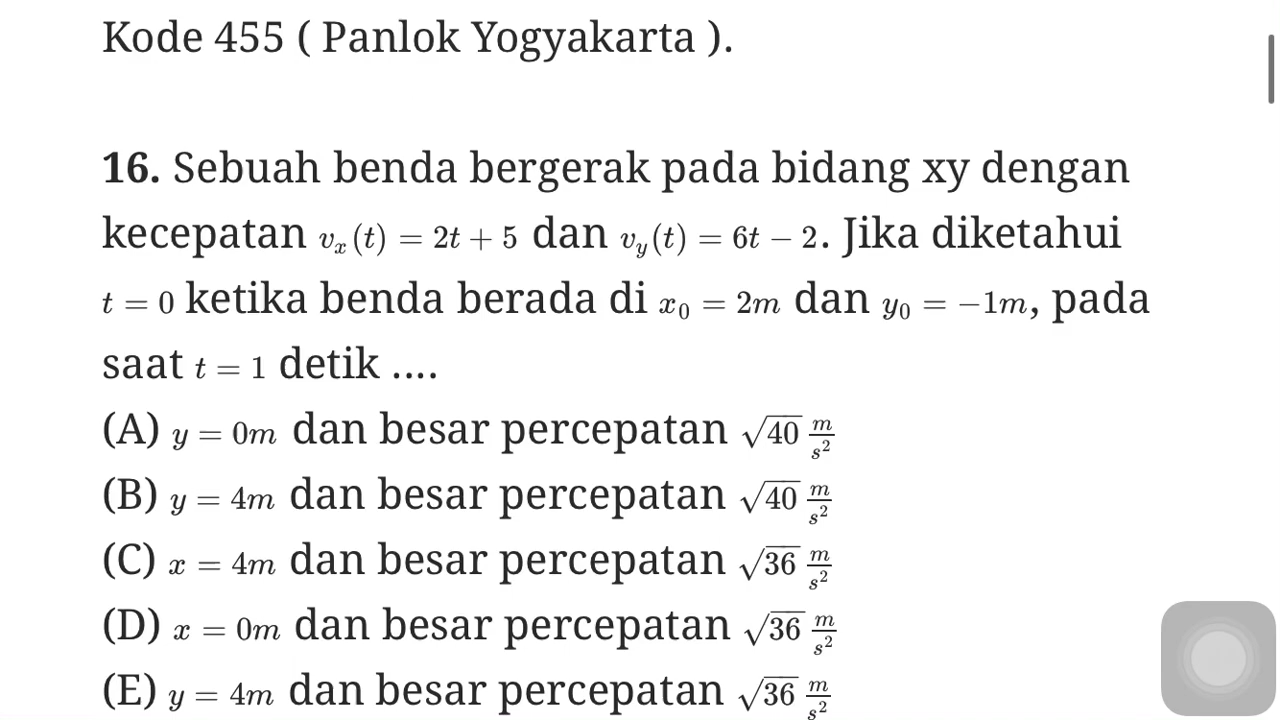 Kode 455 ( Panlok Yogyakarta ).
16. Sebuah benda bergerak pada bidang xy dengan
kecepatan vₓ(t) = 2t + 5 dan v_y(t) = 6t − 2. Jika diketahui
t = 0 ketika benda berada di x₀ = 2m dan y₀ = −1m, pada
saat t = 1 detik ....
(A) y = 0m dan besar percepatan √40 m/s²
(B) y = 4m dan besar percepatan √40 m/s²
(C) x = 4m dan besar percepatan √36 m/s²
(D) x = 0m dan besar percepatan √36 m/s²
(E) y = 4m dan besar percepatan √36 m/s²